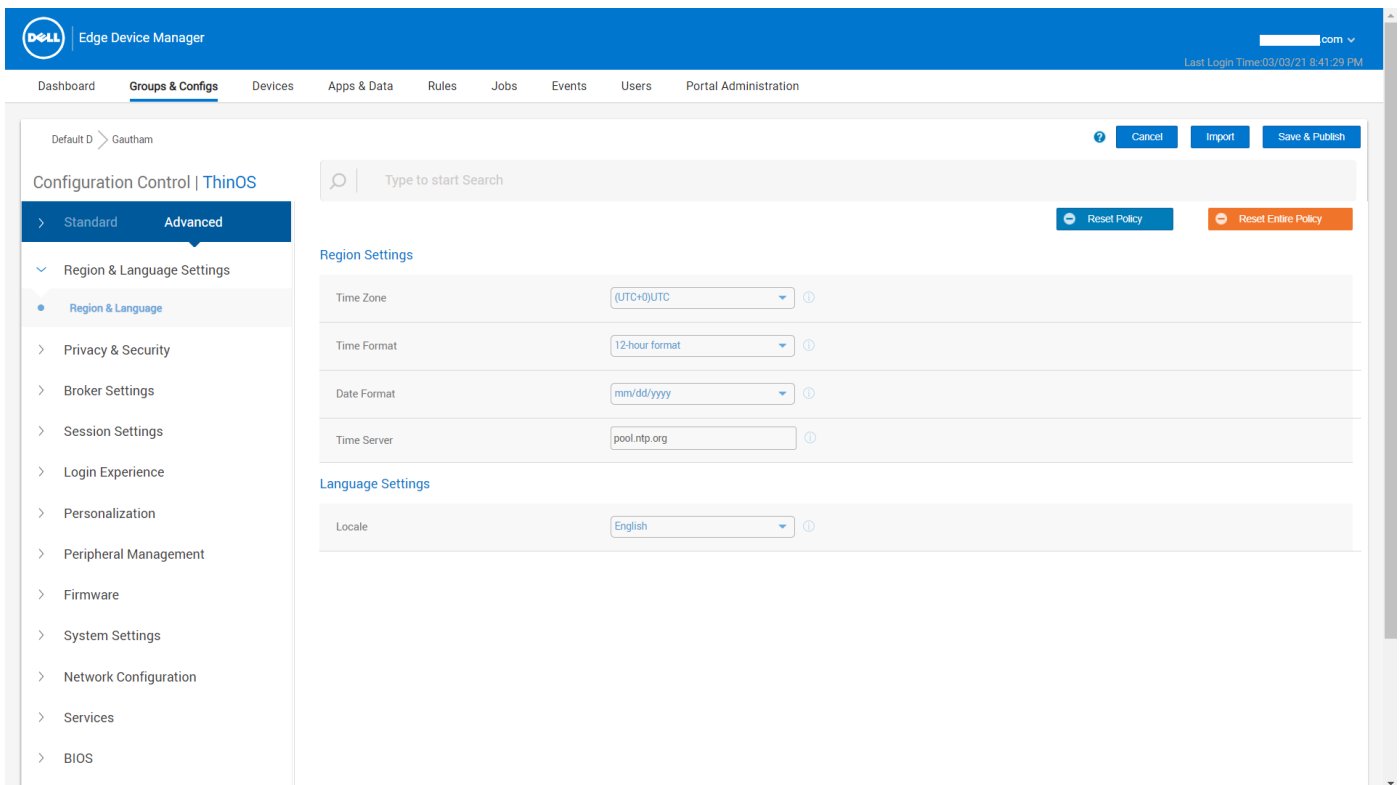 DELL
Edge Device Manager
.com
Last Login Time:03/03/21 8:41:29 PM
Dashboard Groups & Configs Devices Apps & Data Rules Jobs Events Users Portal Administration
Default D Gautham
? Cancel Import Save & Publish
Configuration Control | ThinOS
Type to start Search
Standard Advanced
Reset Policy Reset Entire Policy
Region & Language Settings
Region & Language
Privacy & Security
Broker Settings
Session Settings
Login Experience
Personalization
Peripheral Management
Firmware
System Settings
Network Configuration
Services
BIOS
Region Settings
Time Zone (UTC+0)UTC
Time Format 12-hour format
Date Format mm/dd/yyyy
Time Server pool.ntp.org
Language Settings
Locale English